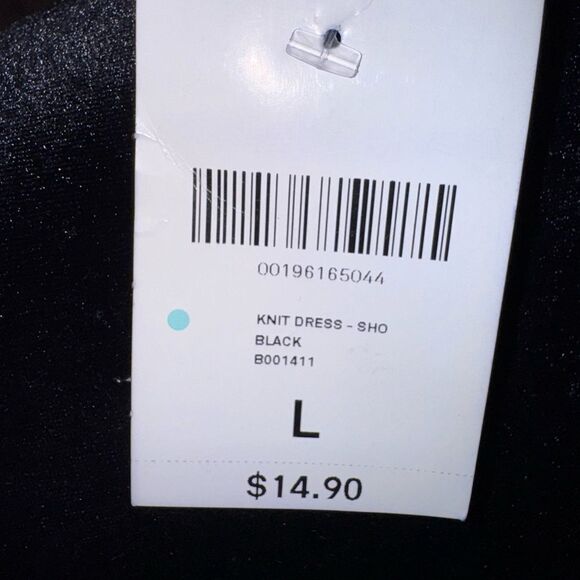 00196165044
KNIT DRESS - SHO
BLACK
B001411
L
$14.90